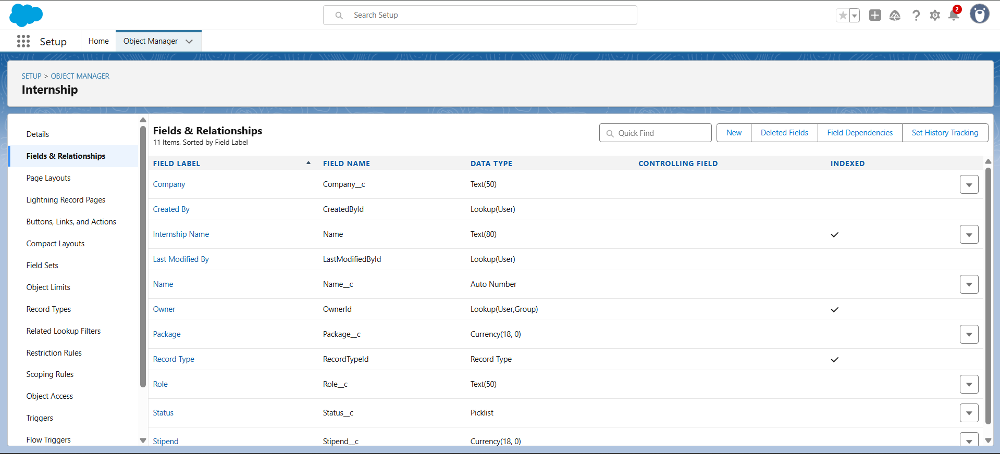 Search Setup
2
Setup
Home
Object Manager
SETUP > OBJECT MANAGER
Internship
Details
Fields & Relationships
Page Layouts
Lightning Record Pages
Buttons, Links, and Actions
Compact Layouts
Field Sets
Object Limits
Record Types
Related Lookup Filters
Restriction Rules
Scoping Rules
Object Access
Triggers
Flow Triggers
Fields & Relationships
11 Items, Sorted by Field Label
Quick Find
New
Deleted Fields
Field Dependencies
Set History Tracking
FIELD LABEL FIELD NAME DATA TYPE CONTROLLING FIELD INDEXED
Company Company__c Text(50)
Created By CreatedById Lookup(User)
Internship Name Name Text(80)
Last Modified By LastModifiedById Lookup(User)
Name Name__c Auto Number
Owner OwnerId Lookup(User,Group)
Package Package__c Currency(18, 0)
Record Type RecordTypeId Record Type
Role Role__c Text(50)
Status Status__c Picklist
Stipend Stipend__c Currency(18, 0)